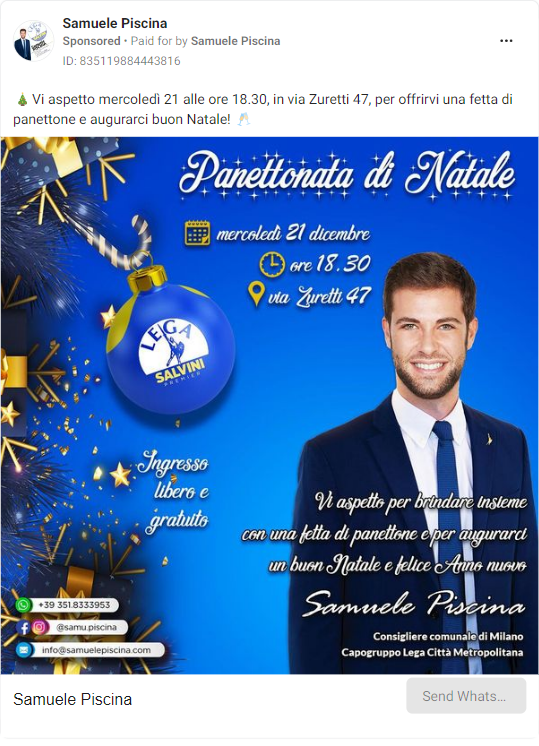 Samuele Piscina
Sponsored • Paid for by Samuele Piscina
ID: 835119884443816
🎄Vi aspetto mercoledì 21 alle ore 18.30, in via Zuretti 47, per offrirvi una fetta di
panettone e augurarci buon Natale! 🥂
Panettonata di Natale
mercoledì 21 dicembre
ore 18.30
via Zuretti 47
LEGA
SALVINI
PREMIER
Ingresso
libero e
gratuito
Vi aspetto per brindare insieme
con una fetta di panettone e per augurarci
un buon Natale e felice Anno nuovo
Samuele Piscina
Consigliere comunale di Milano
Capogruppo Lega Città Metropolitana
+39 351.8333953
@samu.piscina
info@samuelepiscina.com
Samuele Piscina
Send Whats...